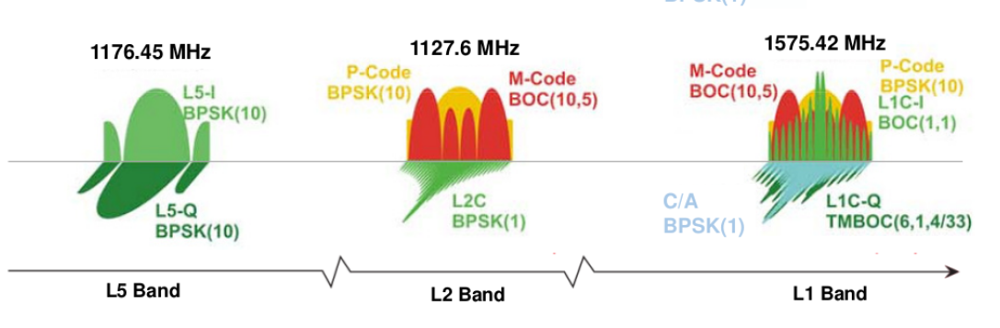 BPSK(1)
1176.45 MHz
1127.6 MHz
1575.42 MHz
L5-I
BPSK(10)
P-Code
BPSK(10)
M-Code
BOC(10,5)
M-Code
BOC(10,5)
P-Code
BPSK(10)
L1C-I
BOC(1,1)
L5-Q
BPSK(10)
L2C
BPSK(1)
C/A
BPSK(1)
L1C-Q
TMBOC(6,1,4/33)
L5 Band
L2 Band
L1 Band